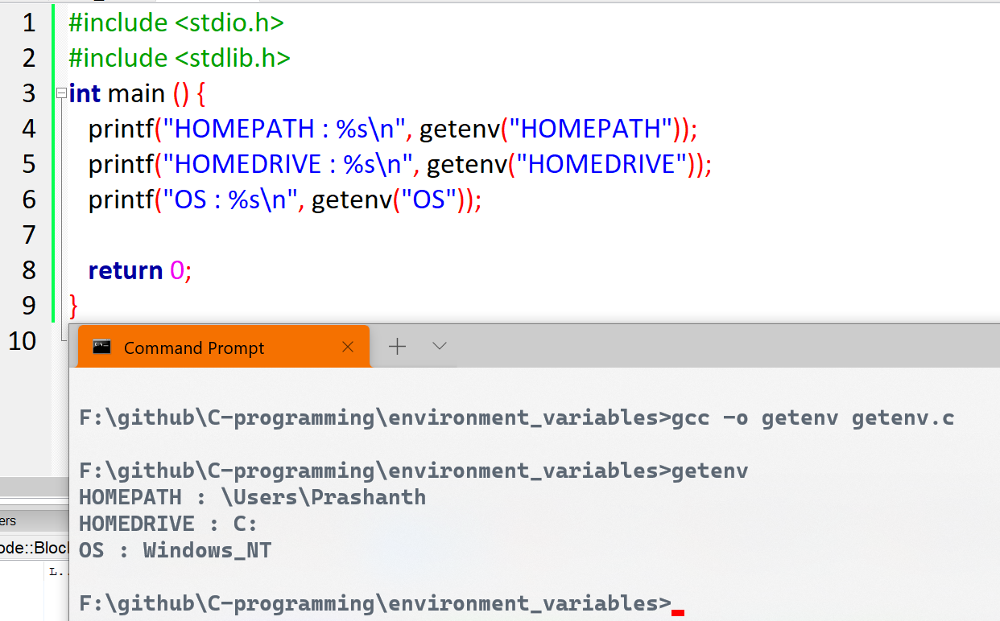 1 #include <stdio.h>
2 #include <stdlib.h>
3 int main () {
4 printf("HOMEPATH : %s\n", getenv("HOMEPATH"));
5 printf("HOMEDRIVE : %s\n", getenv("HOMEDRIVE"));
6 printf("OS : %s\n", getenv("OS"));
7
8 return 0;
9 }
10
Command Prompt
F:\github\C-programming\environment_variables>gcc -o getenv getenv.c
F:\github\C-programming\environment_variables>getenv
HOMEPATH : \Users\Prashanth
HOMEDRIVE : C:
OS : Windows_NT
F:\github\C-programming\environment_variables>
ers
ode::Bloc
L..